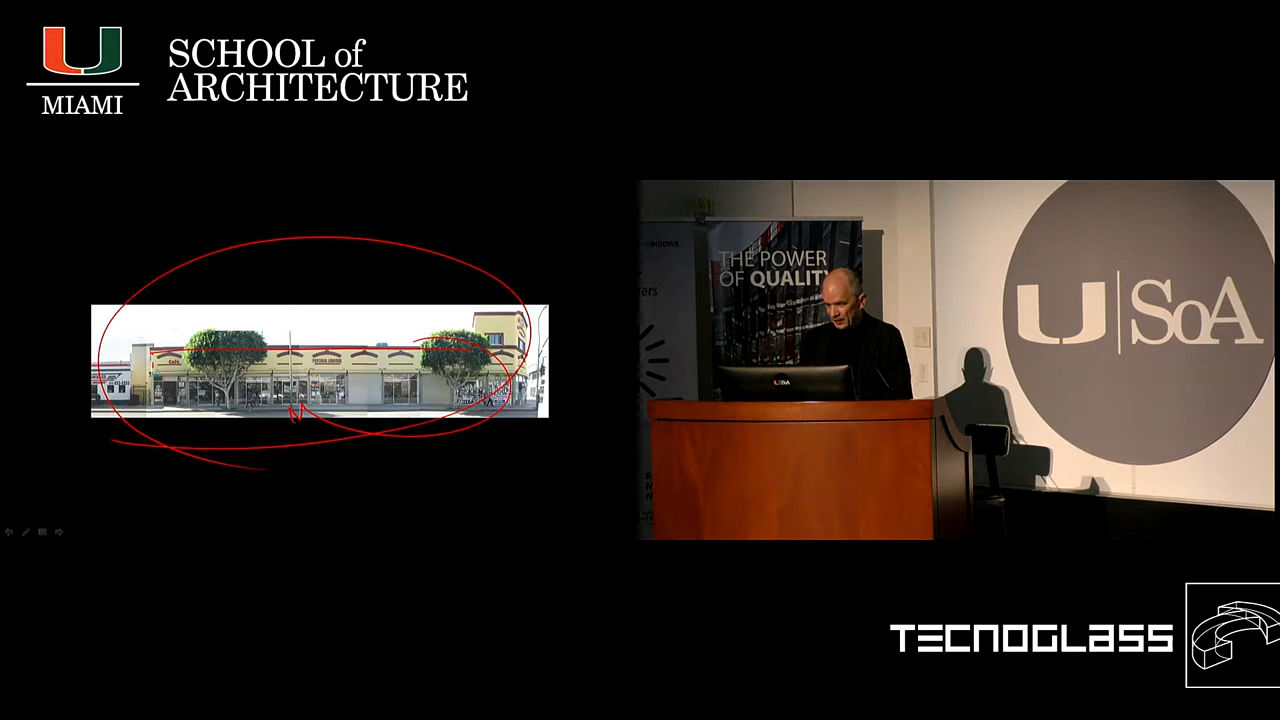 U
MIAMI
SCHOOL of
ARCHITECTURE
THE POWER
OF QUALITY
U SoA
TECNOGLASS